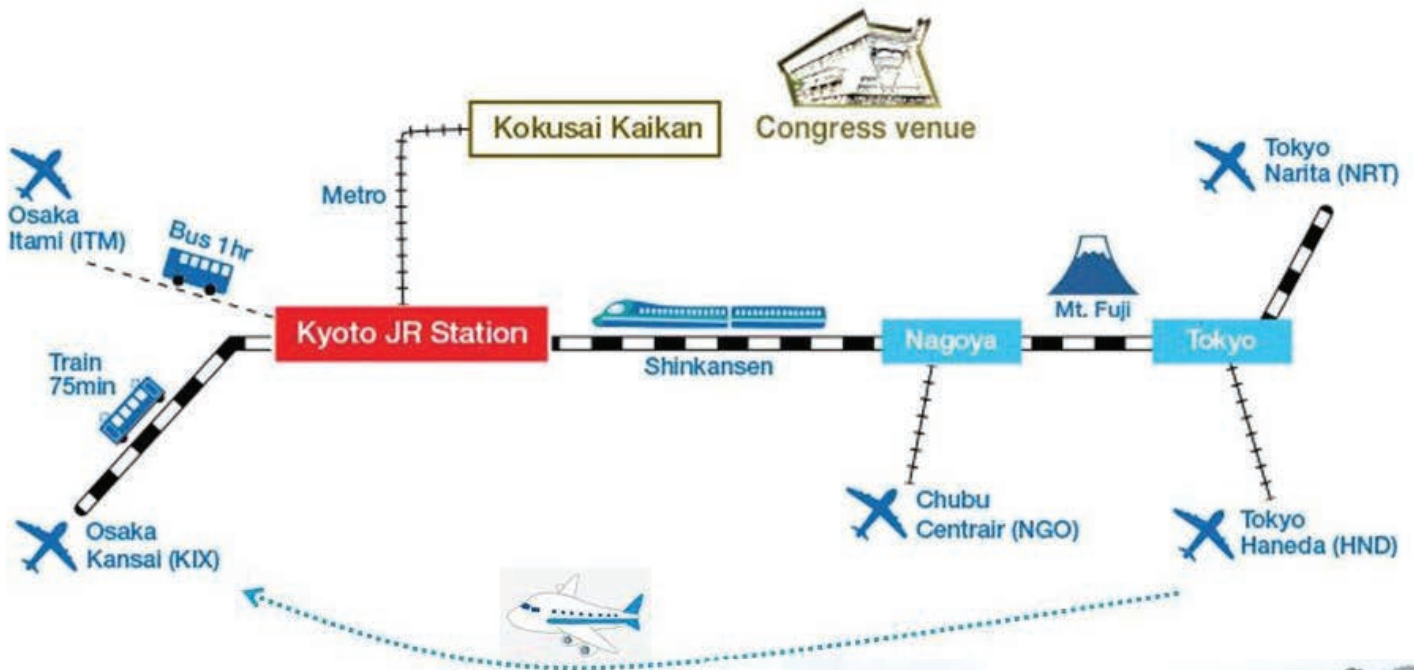 Kokusai Kaikan
Congress venue
Tokyo
Narita (NRT)
Metro
Osaka
Itami (ITM)
Bus 1hr
Mt. Fuji
Kyoto JR Station
Nagoya
Tokyo
Shinkansen
Train
75min
Chubu
Centrair (NGO)
Osaka
Kansai (KIX)
Tokyo
Haneda (HND)